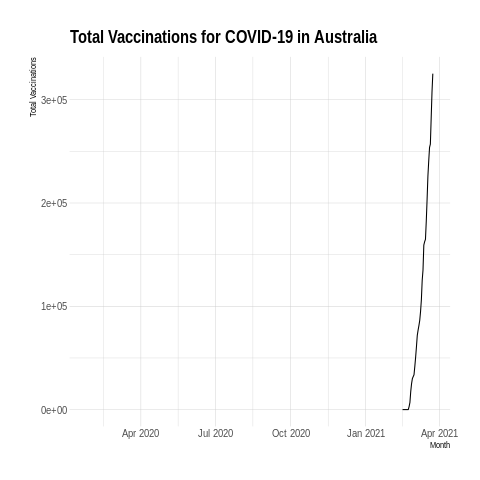 Total Vaccinations for COVID-19 in Australia
Total Vaccinations
3e+05
2e+05
1e+05
0e+00
Apr 2020 Jul 2020 Oct 2020 Jan 2021 Apr 2021
Month